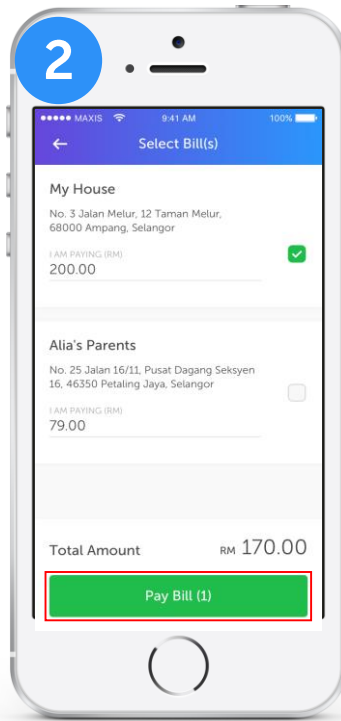 2
MAXIS 9:41 AM 100%
Select Bill(s)
My House
No. 3 Jalan Melur, 12 Taman Melur,
68000 Ampang, Selangor
I AM PAYING (RM)
200.00
Alia's Parents
No. 25 Jalan 16/11, Pusat Dagang Seksyen
16, 46350 Petaling Jaya, Selangor
I AM PAYING (RM)
79.00
Total Amount RM 170.00
Pay Bill (1)